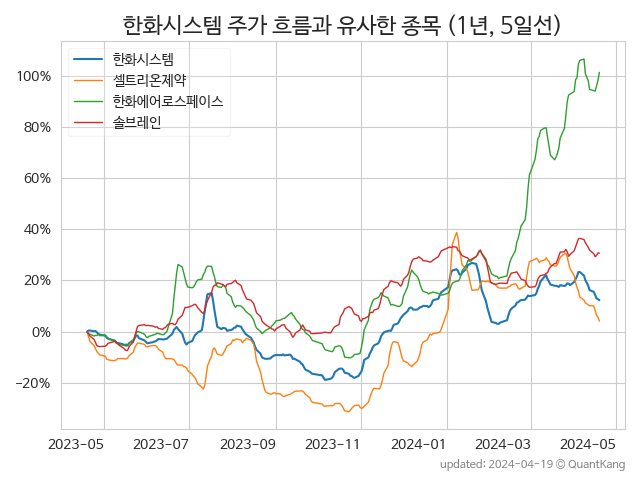 한화시스템 주가 흐름과 유사한 종목 (1년, 5일선)
한화시스템
셀트리온제약
한화에어로스페이스
솔브레인
100%
80%
60%
40%
20%
0%
−20%
2023-05 2023-07 2023-09 2023-11 2024-01 2024-03 2024-05
updated: 2024-04-19 © QuantKang